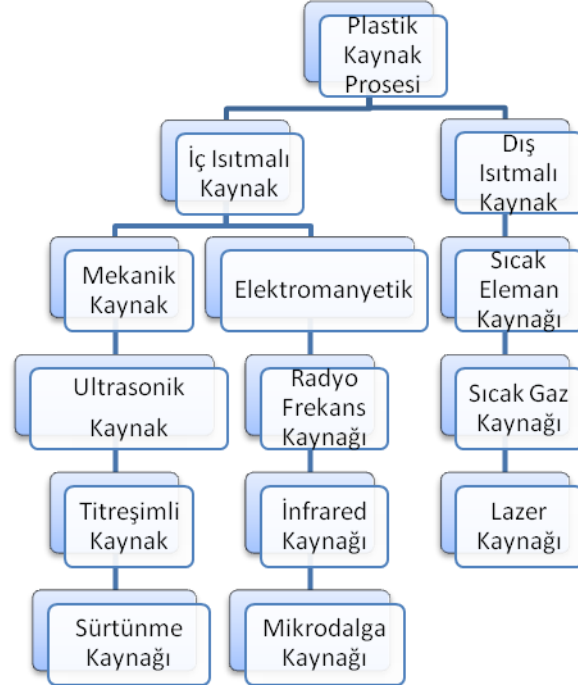 Plastik
Kaynak
Prosesi
İç Isıtmalı
Kaynak
Dış
Isıtmalı
Kaynak
Mekanik
Kaynak
Elektromanyetik
Sıcak
Eleman
Kaynağı
Ultrasonik
Kaynak
Radyo
Frekans
Kaynağı
Sıcak Gaz
Kaynağı
Titreşimli
Kaynak
İnfrared
Kaynağı
Lazer
Kaynağı
Sürtünme
Kaynağı
Mikrodalga
Kaynağı